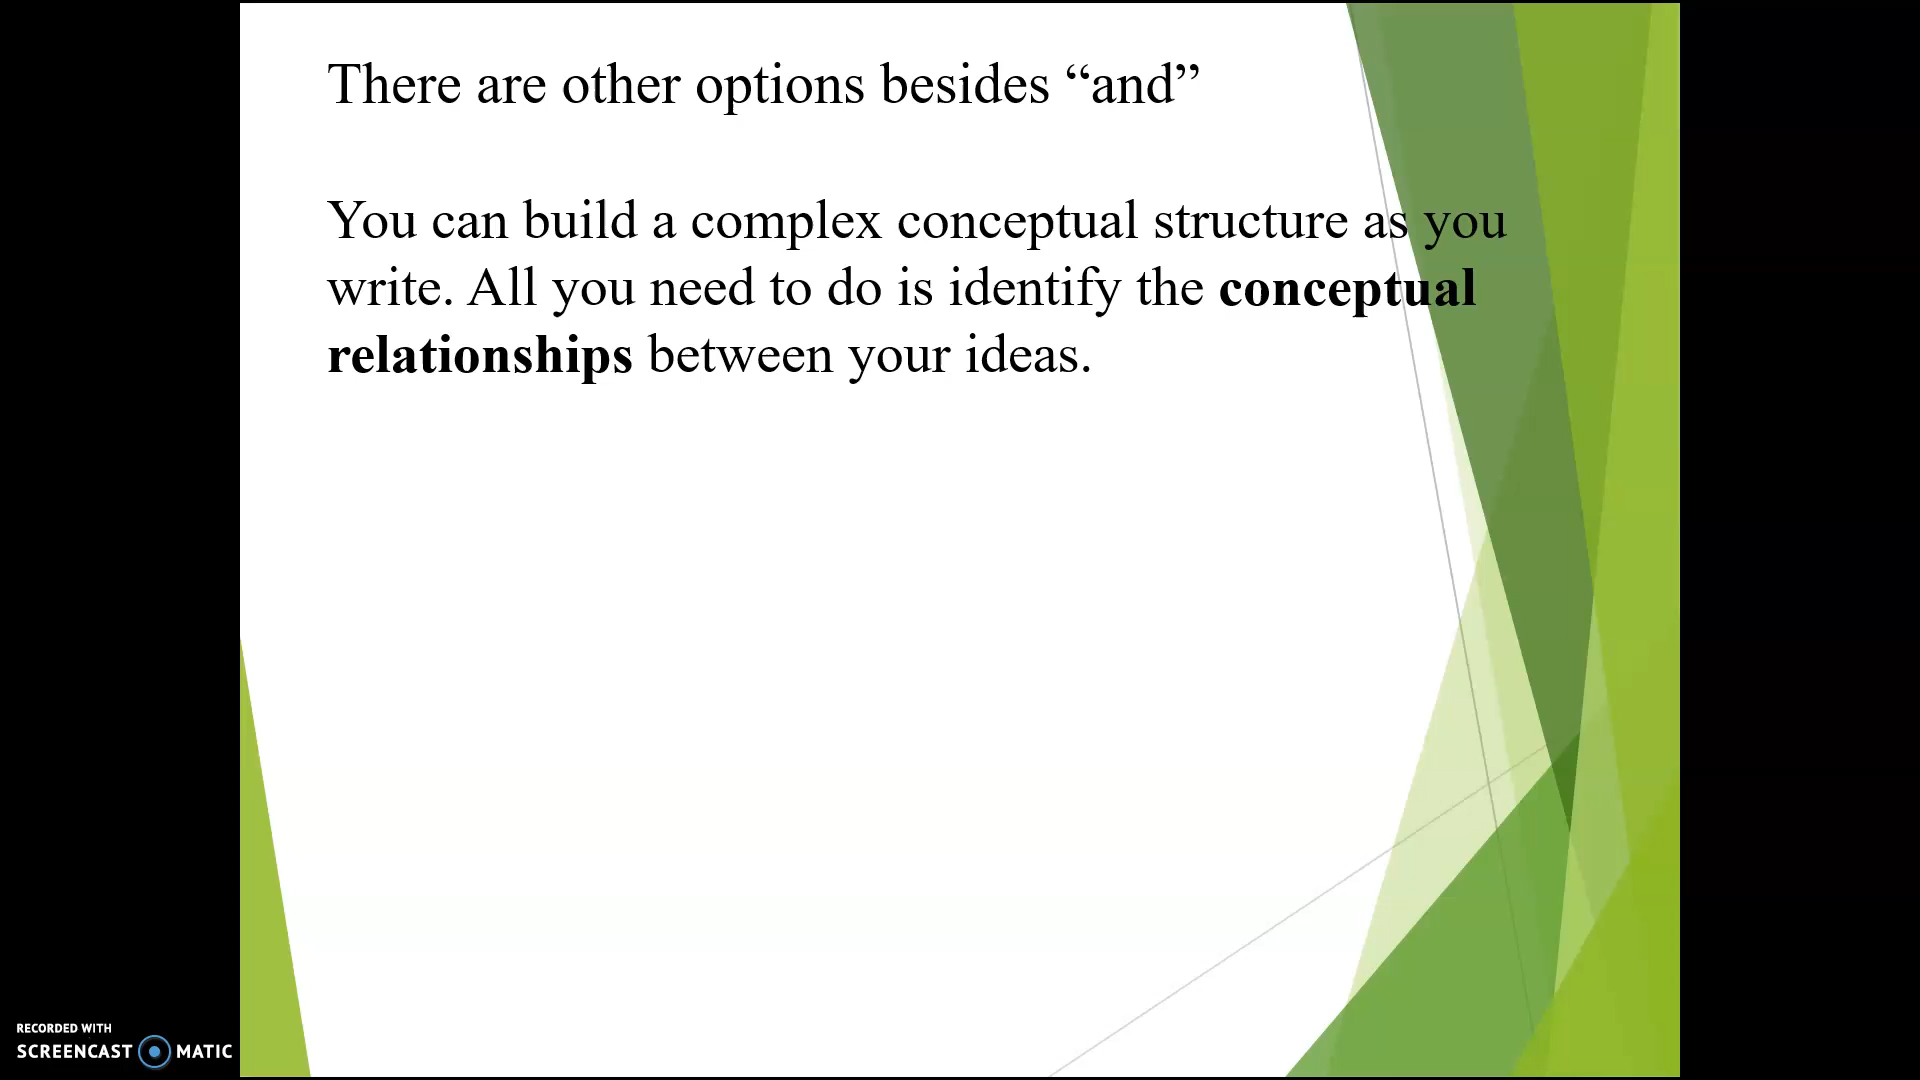 There are other options besides “and”
You can build a complex conceptual structure as you
write. All you need to do is identify the conceptual
relationships between your ideas.
RECORDED WITH
SCREENCAST MATIC